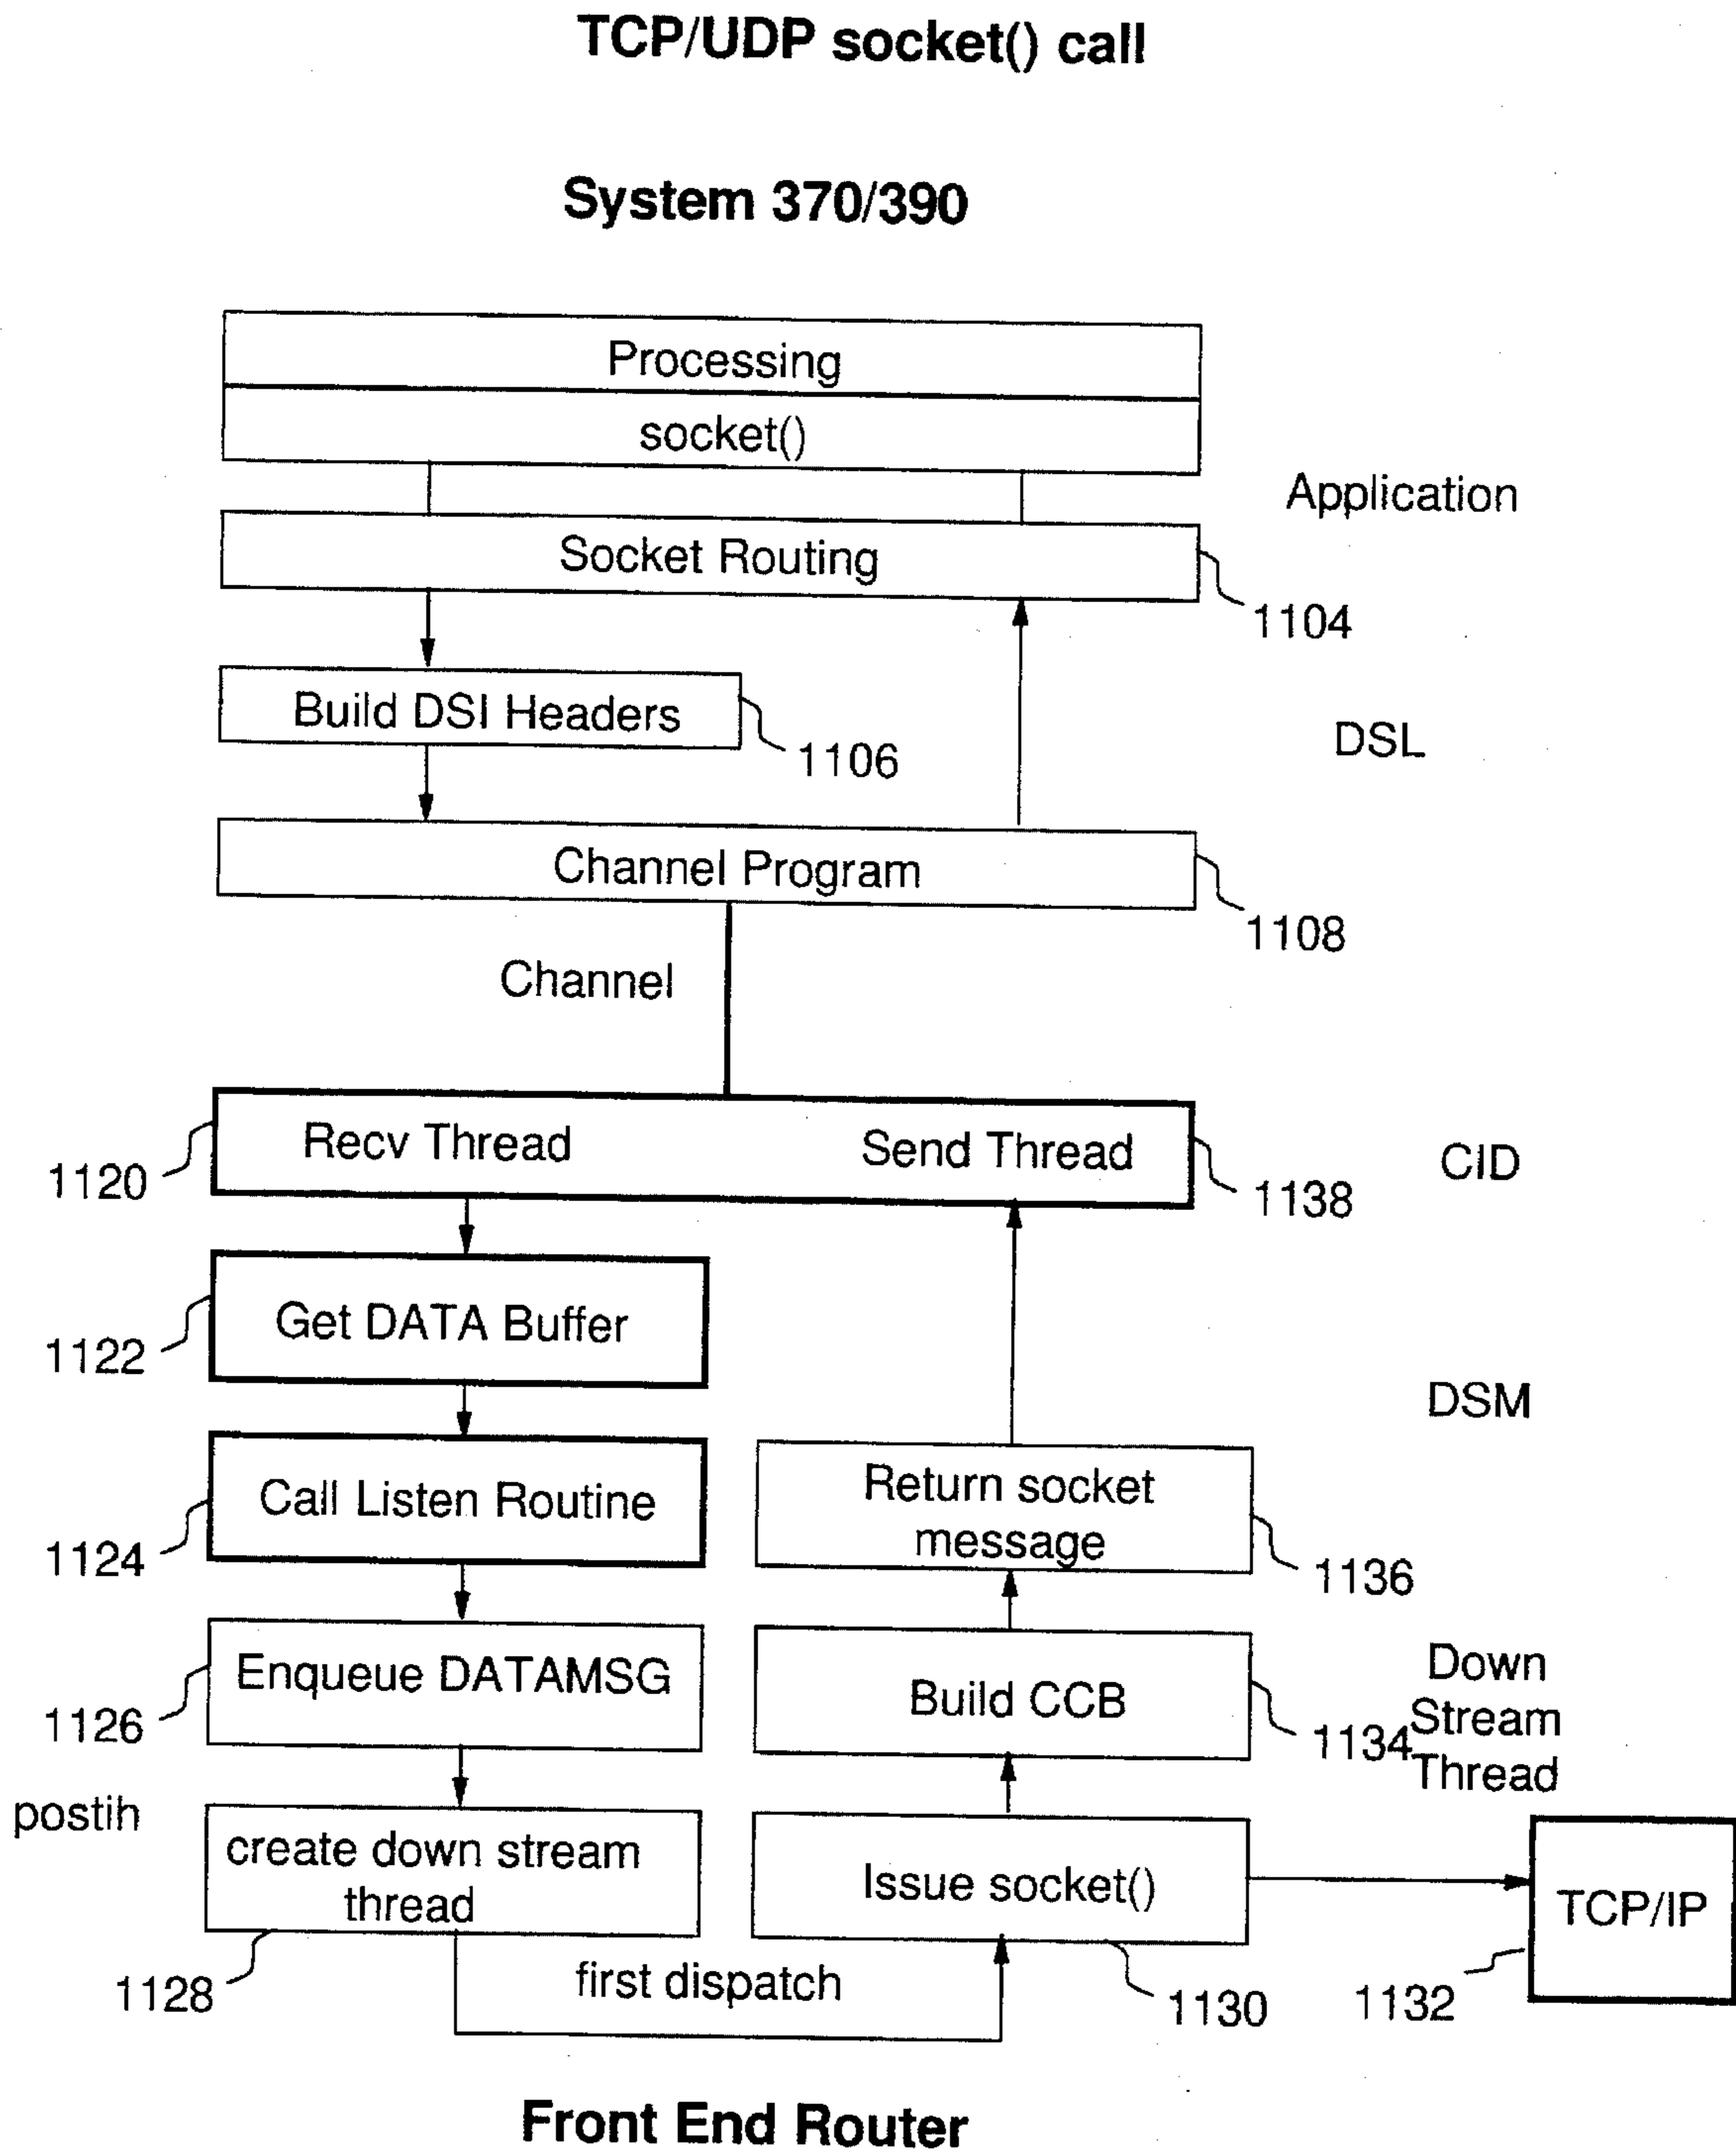 TCP/UDP socket() call
System 370/390
Processing
socket()
Application
Socket Routing
1104
Build DSI Headers
1106
DSL
Channel Program
1108
Channel
Recv Thread
Send Thread
1120
1138
CID
Get DATA Buffer
1122
DSM
Call Listen Routine
1124
Return socket
message
1136
Enqueue DATAMSG
1126
Build CCB
1134
Down
Stream
Thread
postih
create down stream
thread
1128
first dispatch
Issue socket()
1130
TCP/IP
1132
Front End Router